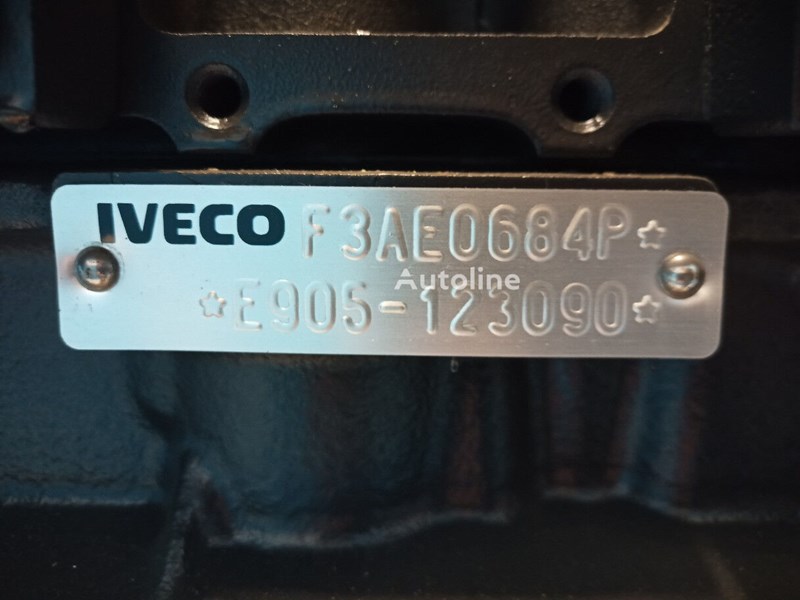 IVECO F3AE0684P☆
Autoline
☆E905-123090☆